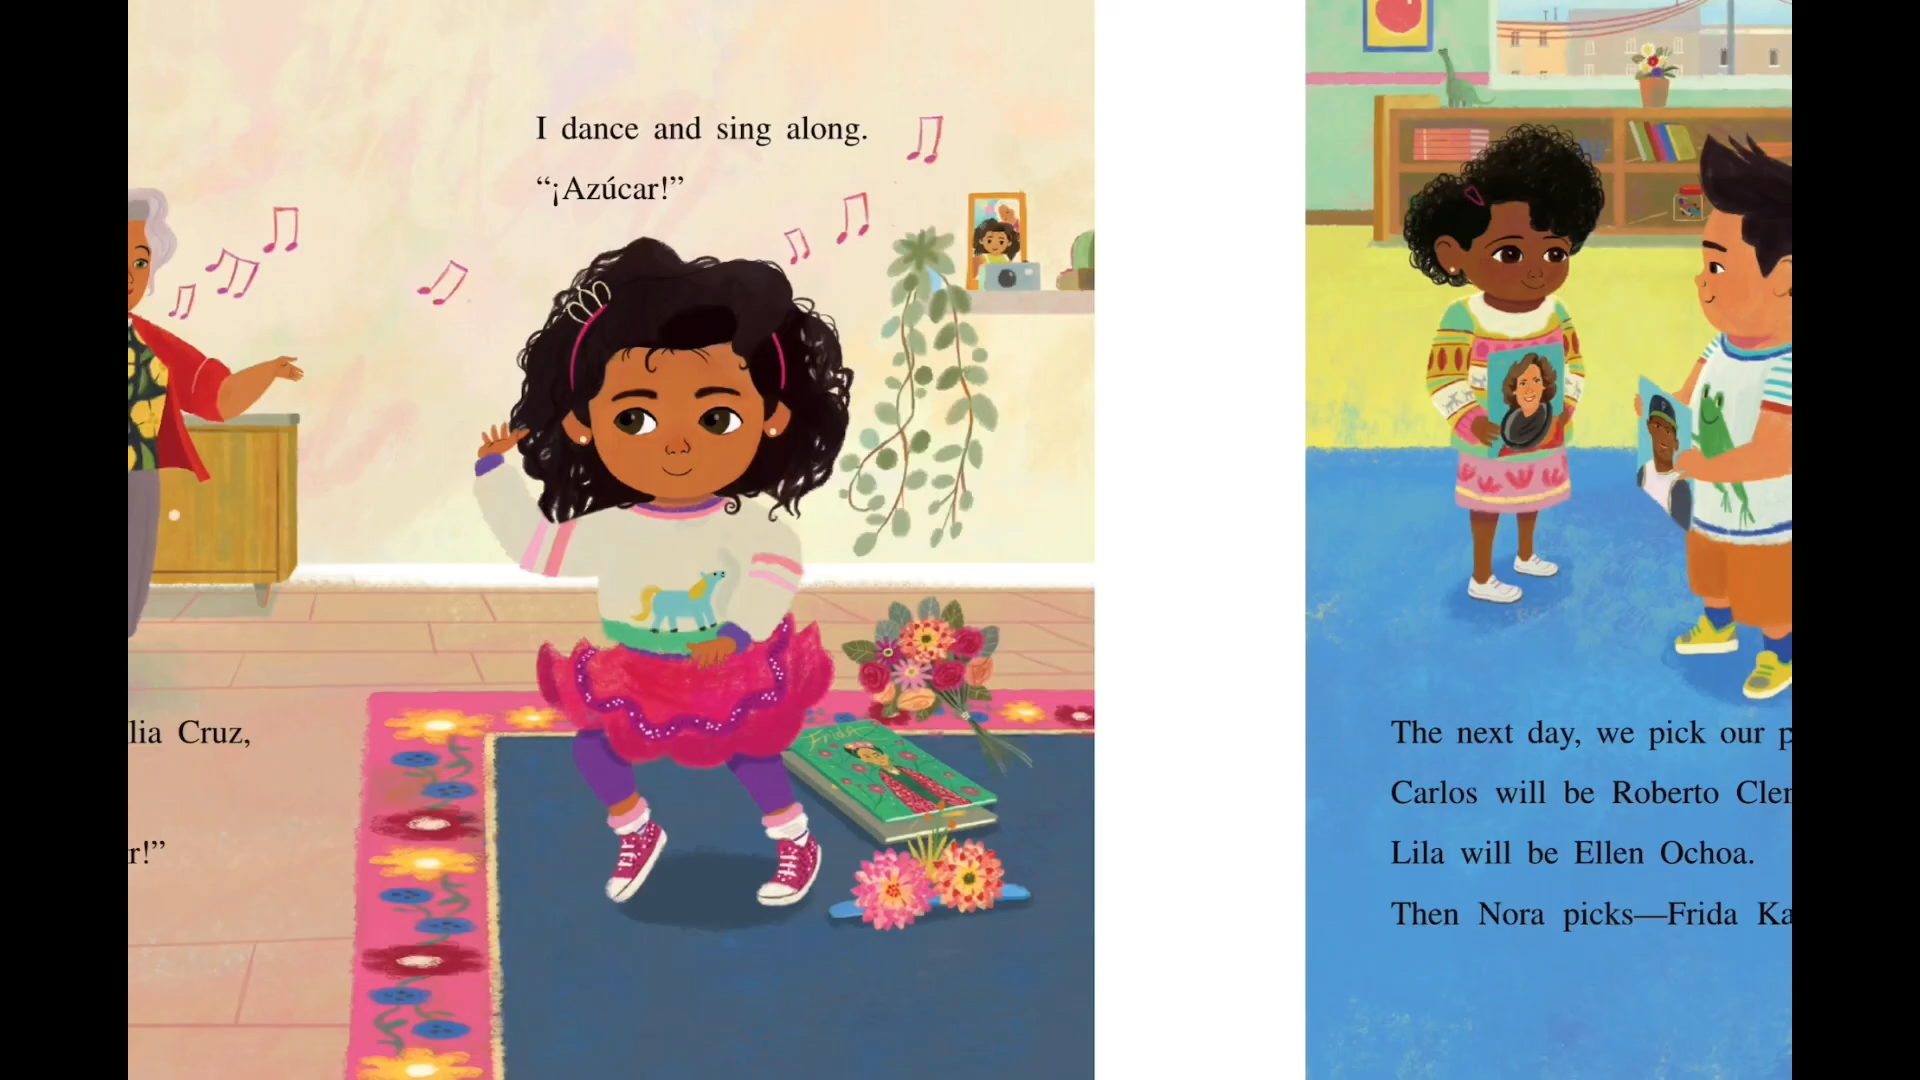 I dance and sing along.
“¡Azúcar!”
lia Cruz,
r!”
Frida
The next day, we pick our p
Carlos will be Roberto Cle
Lila will be Ellen Ochoa.
Then Nora picks—Frida Ka